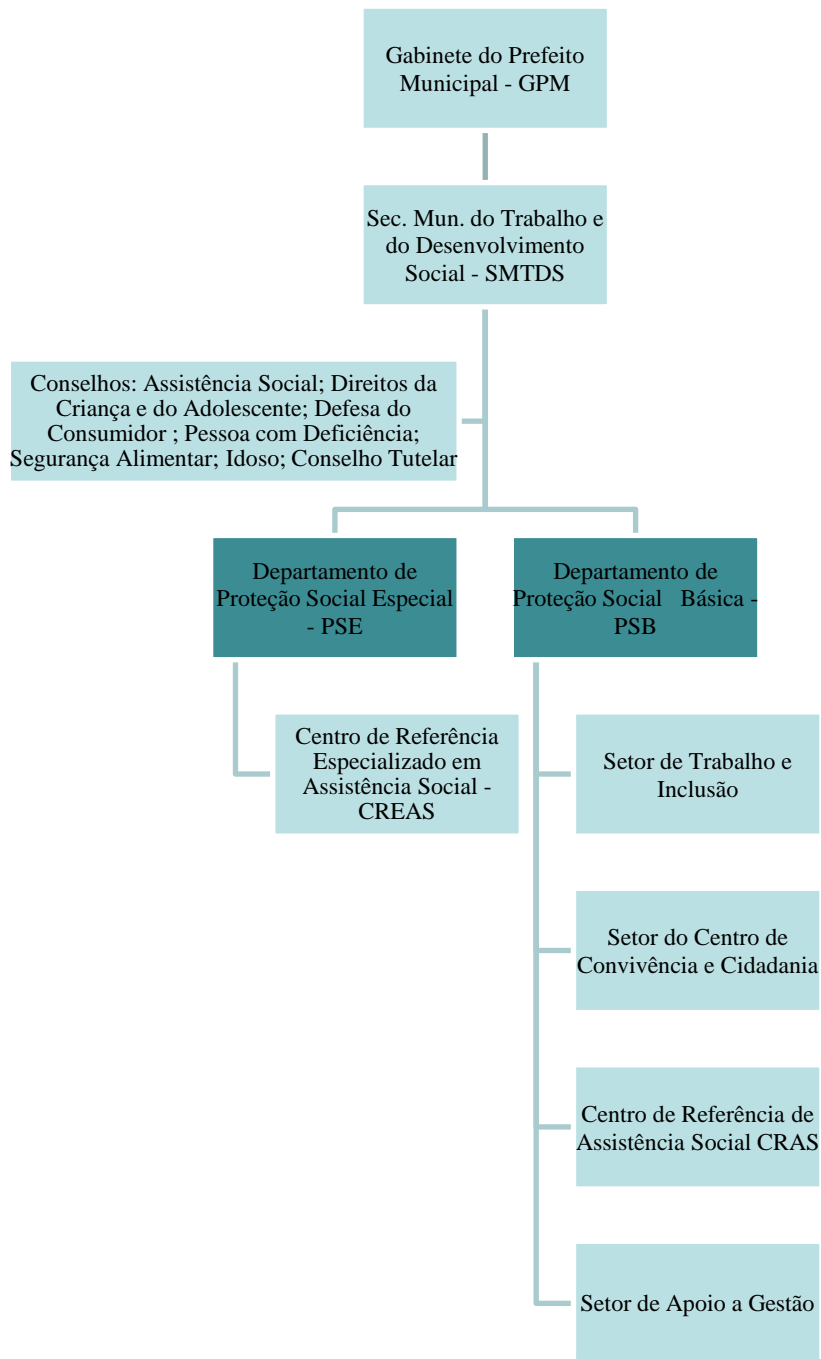 Gabinete do Prefeito
Municipal - GPM
Sec. Mun. do Trabalho e
do Desenvolvimento
Social - SMTDS
Conselhos: Assistência Social; Direitos da
Criança e do Adolescente; Defesa do
Consumidor ; Pessoa com Deficiência;
Segurança Alimentar; Idoso; Conselho Tutelar
Departamento de
Proteção Social Especial
- PSE
Departamento de
Proteção Social Básica -
PSB
Centro de Referência
Especializado em
Assistência Social -
CREAS
Setor de Trabalho e
Inclusão
Setor do Centro de
Convivência e Cidadania
Centro de Referência de
Assistência Social CRAS
Setor de Apoio a Gestão